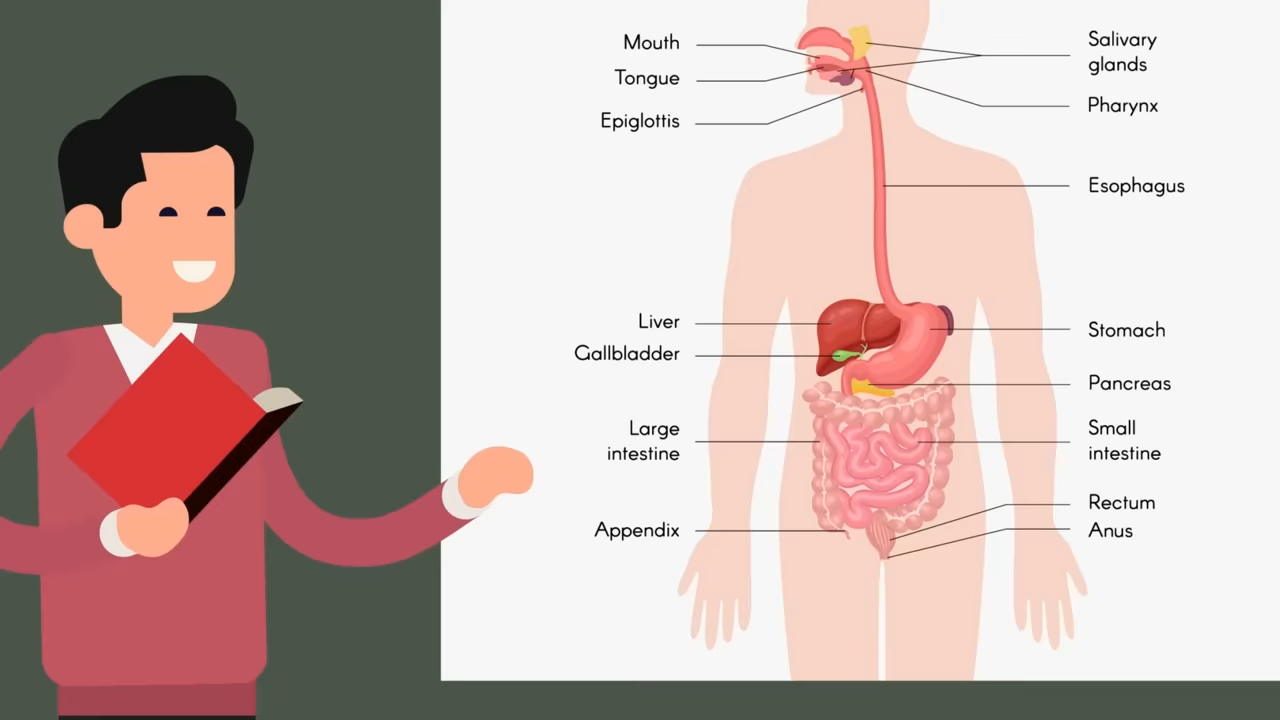 Mouth
Tongue
Epiglottis
Liver
Gallbladder
Large
intestine
Appendix
Salivary
glands
Pharynx
Esophagus
Stomach
Pancreas
Small
intestine
Rectum
Anus